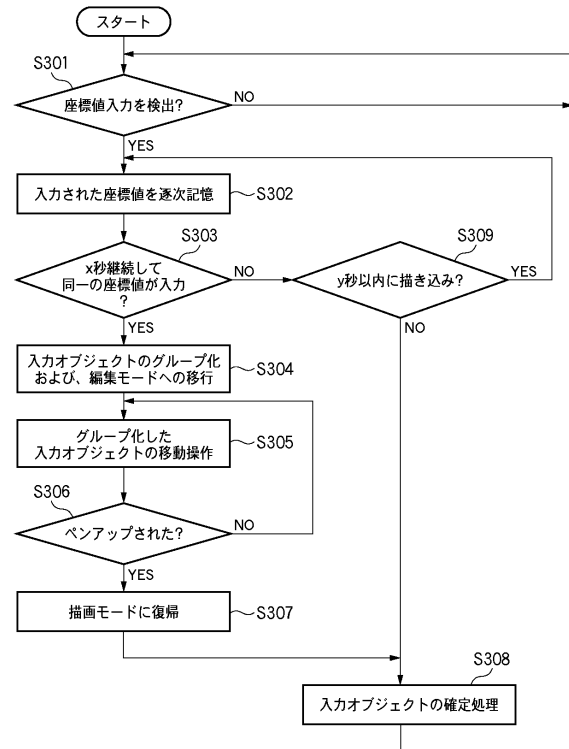 スタート
S301
座標値入力を検出?
NO
YES
入力された座標値を逐次記憶
S302
S303
x秒継続して
同一の座標値が入力
?
NO
YES
S309
y秒以内に描き込み?
YES
NO
入力オブジェクトのグループ化
および、編集モードへの移行
S304
グループ化した
入力オブジェクトの移動操作
S305
S306
ペンアップされた?
NO
YES
描画モードに復帰
S307
S308
入力オブジェクトの確定処理